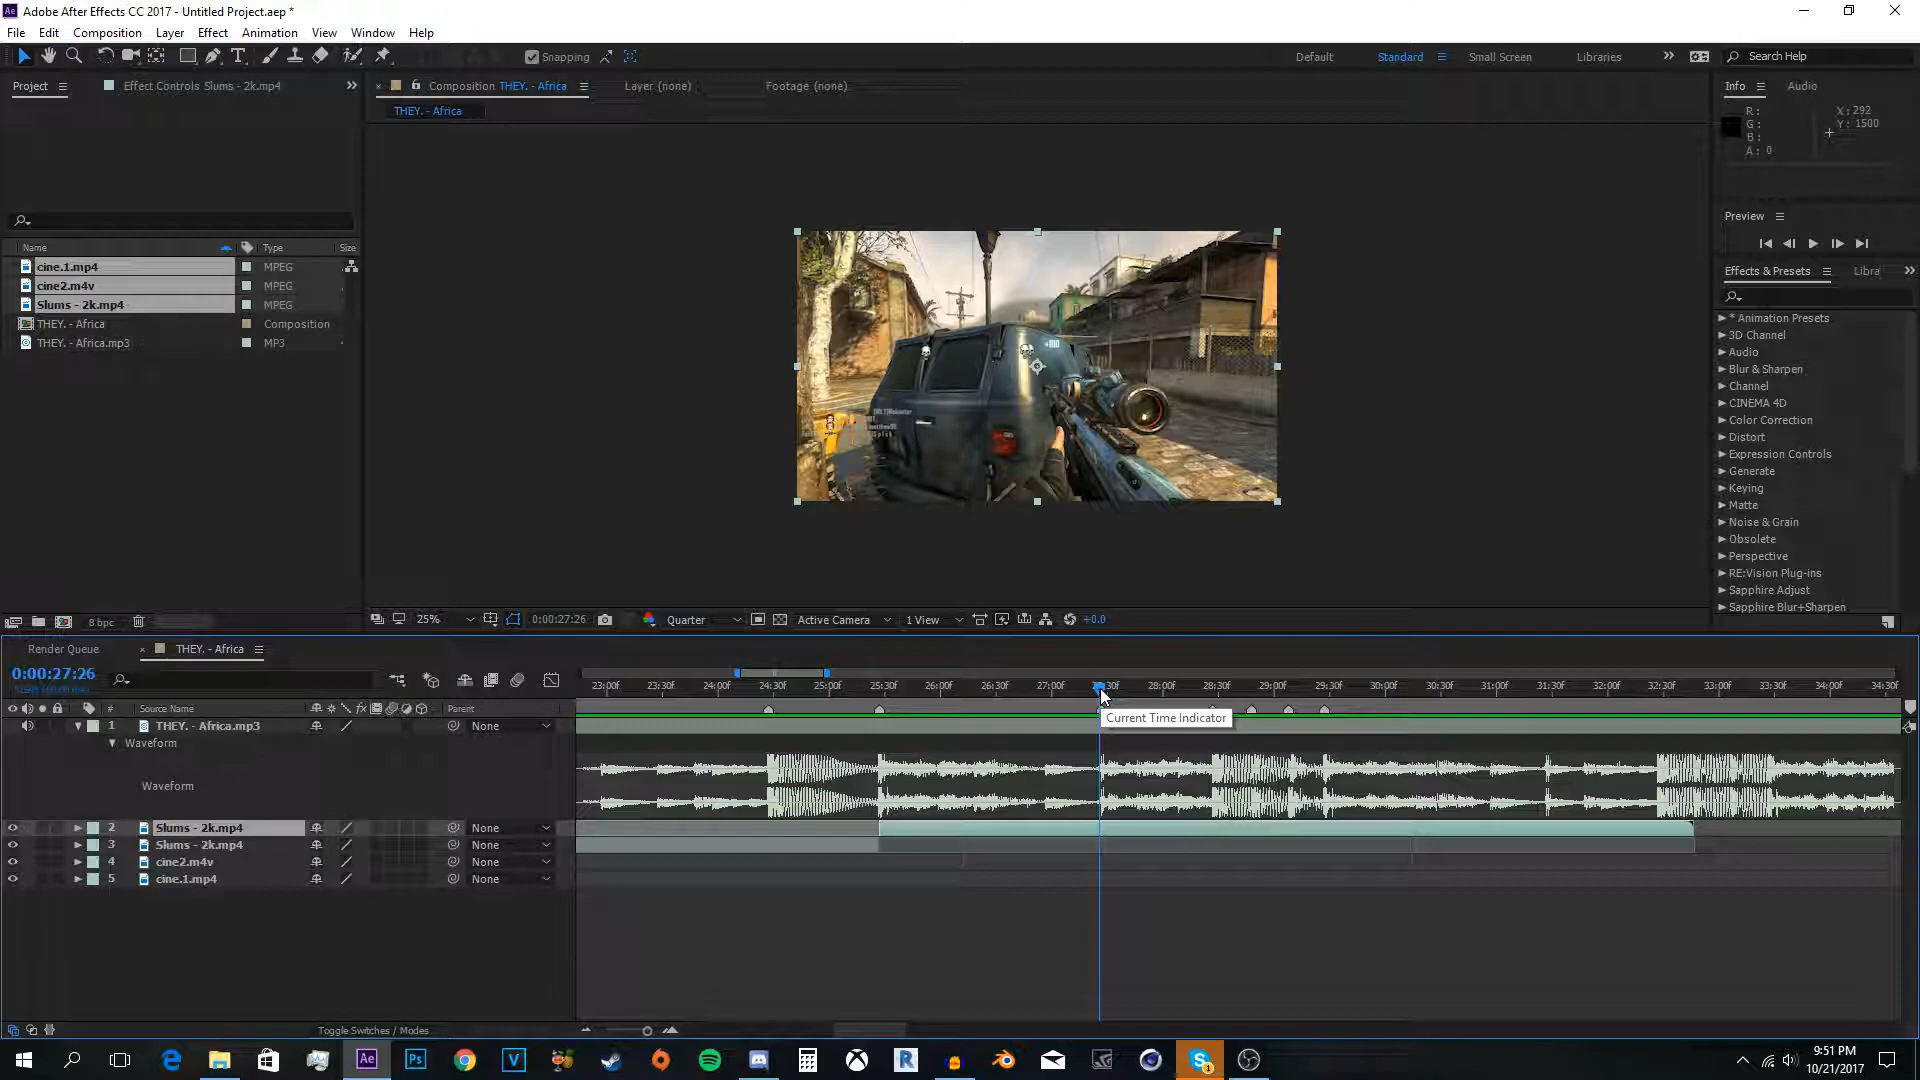 Adobe After Effects CC 2017 - Untitled Project.aep *
File Edit Composition Layer Effect Animation View Window Help
Snapping
Default Standard Small Screen Libraries Search Help
Project Effect Controls Slums - 2k.mp4
Composition THEY. - Africa Layer (none) Footage (none)
THEY. - Africa
Info Audio
R: X: 292
G: Y: 1500
B:
A: 0
Preview
Effects & Presets Libra
* Animation Presets
3D Channel
Audio
Blur & Sharpen
Channel
CINEMA 4D
Color Correction
Distort
Expression Controls
Generate
Keying
Matte
Noise & Grain
Obsolete
Perspective
RE:Vision Plug-ins
Sapphire Adjust
Sapphire Blur+Sharpen
Name Type Size
cine.1.mp4 MPEG
cine2.m4v MPEG
Slums - 2k.mp4 MPEG
THEY. - Africa Composition
THEY. - Africa.mp3 MP3
8 bpc
25% 0:00:27:26 Quarter Active Camera 1 View +0.0
Render Queue THEY. - Africa
0:00:27:26
23:00f 23:30f 24:00f 24:30f 25:00f 25:30f 26:00f 26:30f 27:00f 28:00f 28:30f 29:00f 29:30f 30:00f 30:30f 31:00f 31:30f 32:00f 32:30f 33:00f 33:30f 34:00f 34:30f
# Source Name fx Parent
Current Time Indicator
1 THEY. - Africa.mp3 None
Waveform
Waveform
2 Slums - 2k.mp4 None
3 Slums - 2k.mp4 None
4 cine2.m4v None
5 cine.1.mp4 None
Toggle Switches / Modes
Ae Ps V R S 1
9:51 PM
10/21/2017